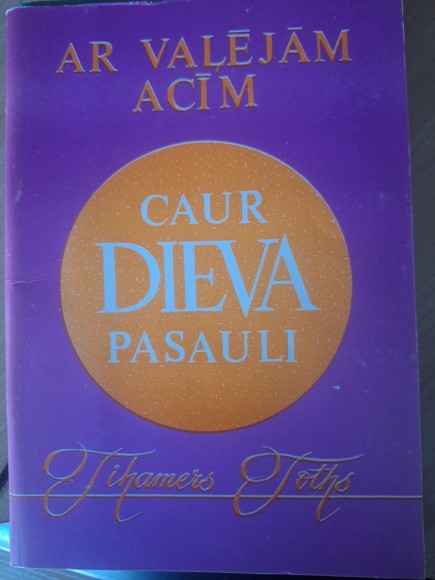 AR VAĻĒJĀM
ACĪM
CAUR
DIEVA
PASAULI
Tihamers Toths